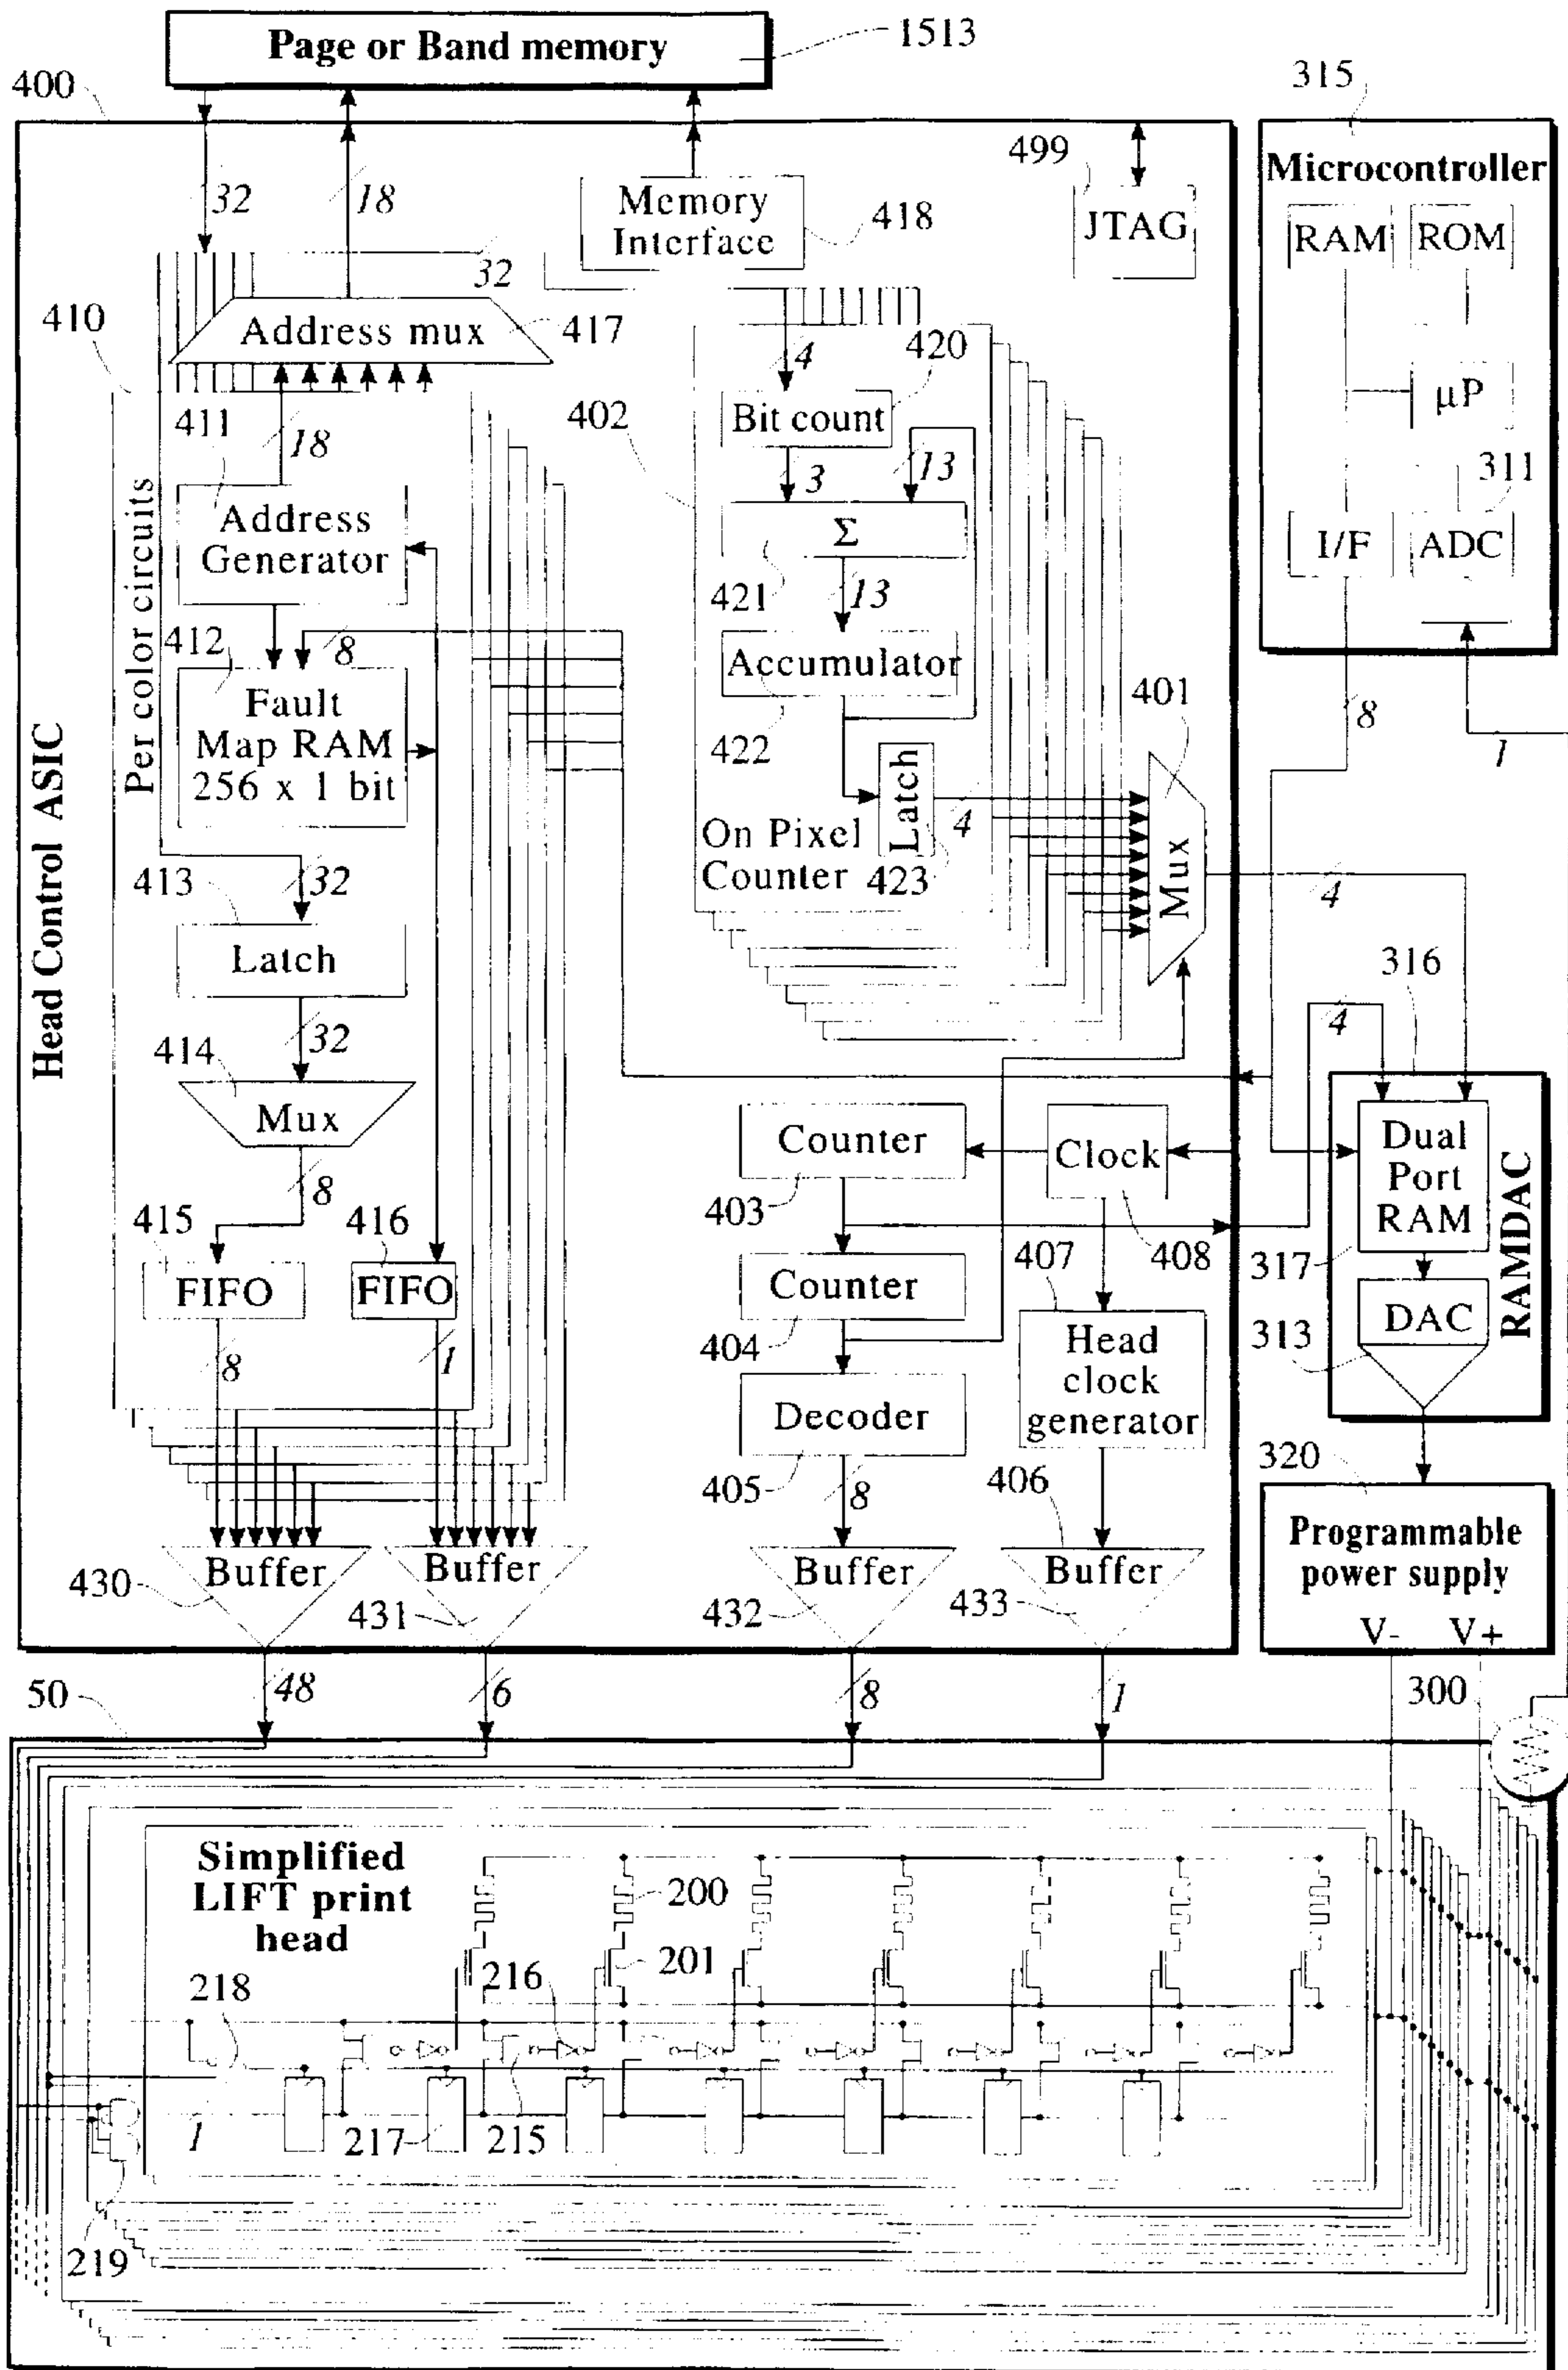 Page or Band memory
1513
400
315
32
18
Memory
Interface
418
499
JTAG
Microcontroller
RAM
ROM
32
410
Address mux
417
4
420
411
18
402
Bit count
µP
3
13
311
Address
Generator
Σ
I/F
ADC
421
13
412
8
Per color circuits
Fault
Map RAM
256 x 1 bit
Accumulator
401
422
8
1
Head Control ASIC
Latch
4
On Pixel
Counter
423
Mux
4
413
32
Latch
316
4
32
414
Mux
Counter
Clock
Dual
Port
RAM
RAMDAC
8
403
415
416
407
408
317
FIFO
FIFO
Counter
DAC
404
Head
clock
generator
313
8
1
Decoder
320
405
8
406
Programmable
power supply
Buffer
Buffer
Buffer
Buffer
430
431
432
433
V-
V+
50
48
6
8
1
300
Simplified
LIFT print
head
200
201
216
218
1
217
215
219